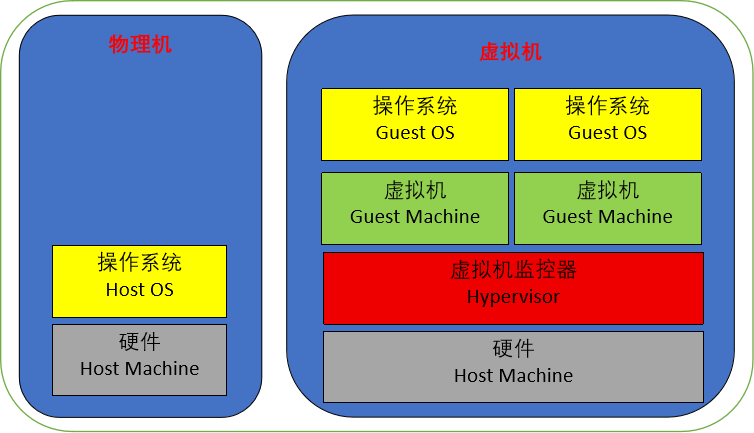 物理机
操作系统
Host OS
硬件
Host Machine
虚拟机
操作系统
Guest OS
操作系统
Guest OS
虚拟机
Guest Machine
虚拟机
Guest Machine
虚拟机监控器
Hypervisor
硬件
Host Machine